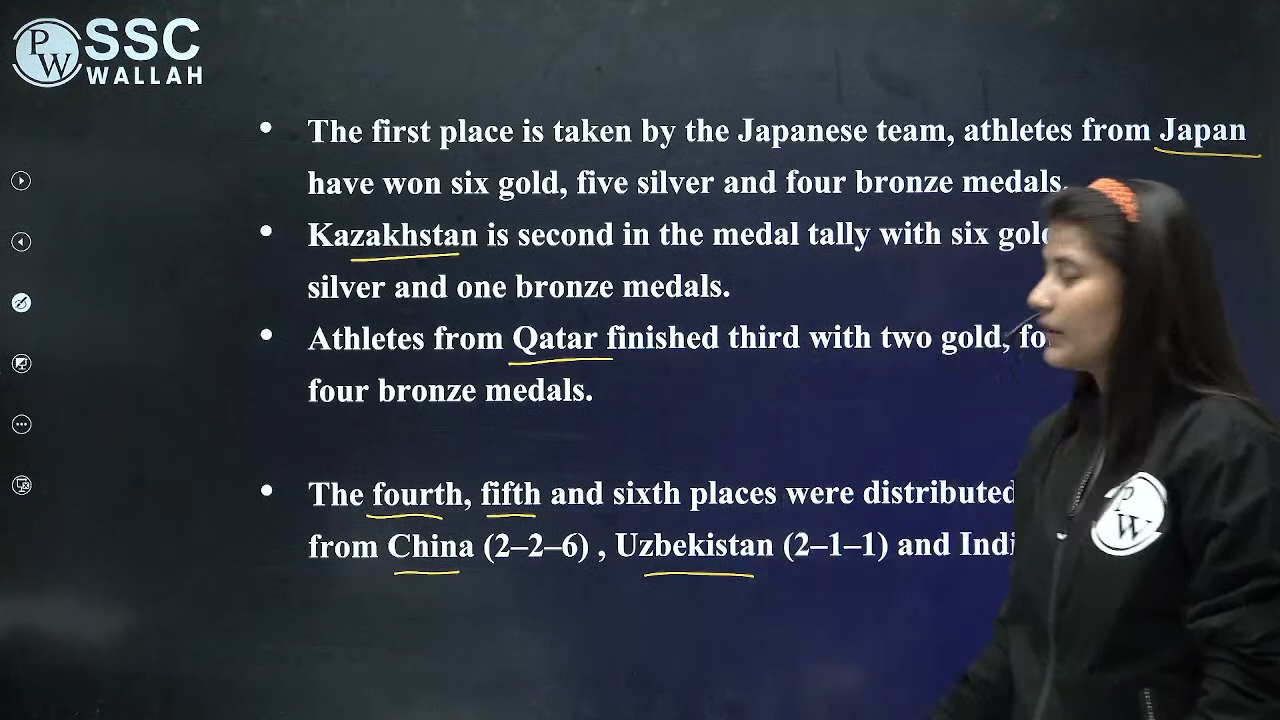 PW SSC
WALLAH
The first place is taken by the Japanese team, athletes from Japan
have won six gold, five silver and four bronze medals.
Kazakhstan is second in the medal tally with six gold
silver and one bronze medals.
Athletes from Qatar finished third with two gold,
four bronze medals.
The fourth, fifth and sixth places were distributed
from China (2–2–6) , Uzbekistan (2–1–1) and
PW